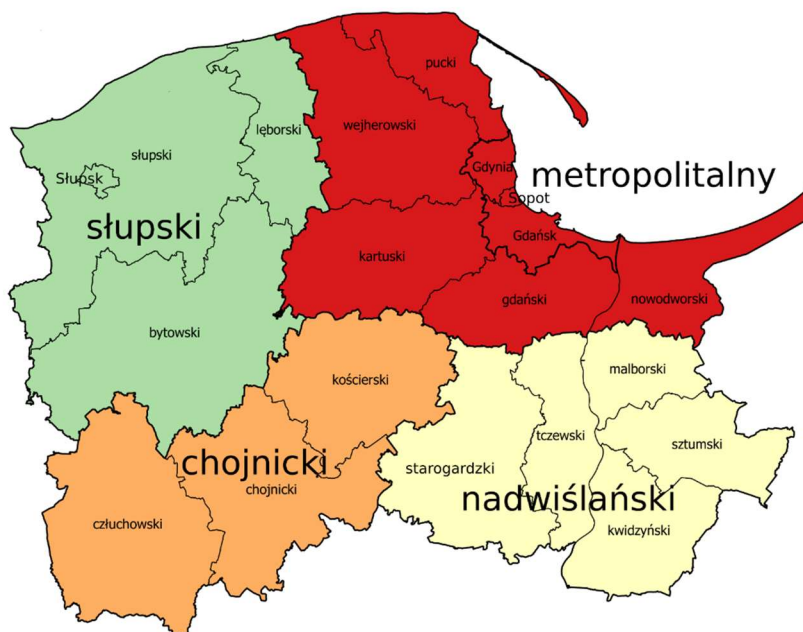 pucki
wejherowski
lęborski
słupski
Gdynia
metropolitalny
Słupsk
Sopot
słupski
Gdańsk
kartuski
gdański
nowodworski
bytowski
malborski
kościerski
tczewski
sztumski
chojnicki
starogardzki
chojnicki
nadwiślański
człuchowski
kwidzyński